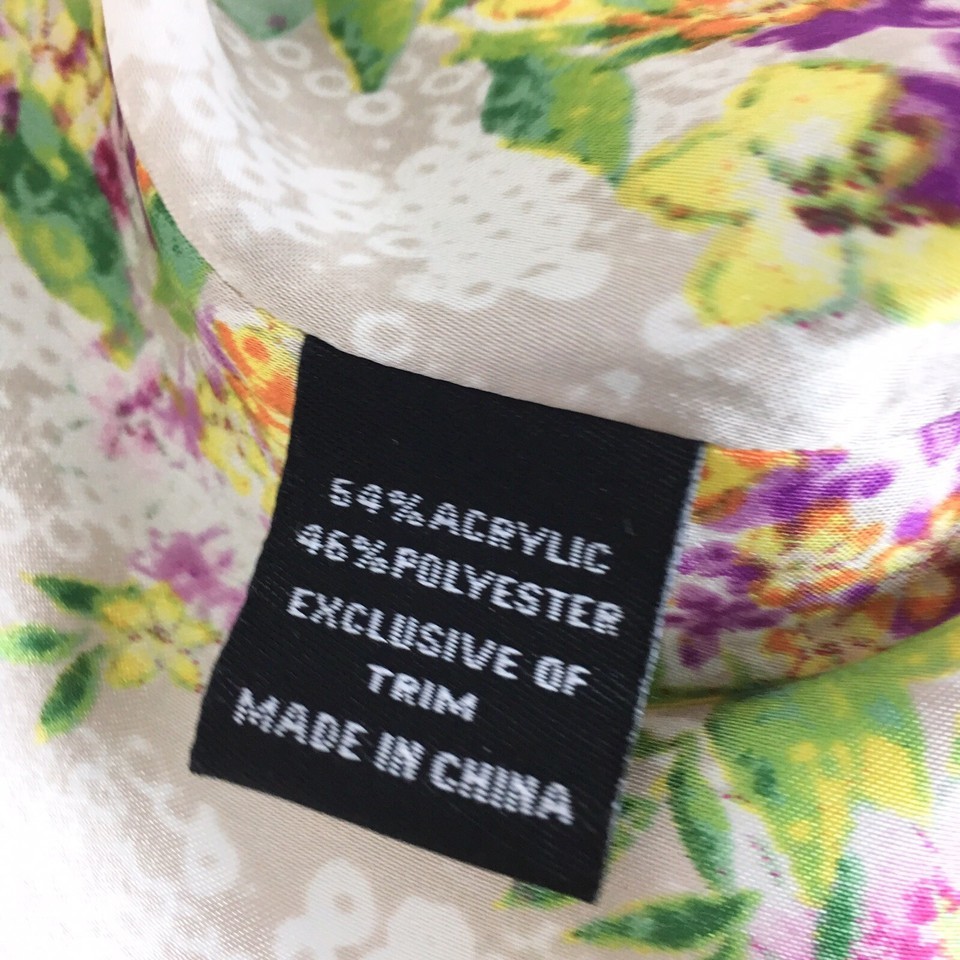 54%ACRYLIC
46%POLYESTER
EXCLUSIVE OF
TRIM
MADE IN CHINA